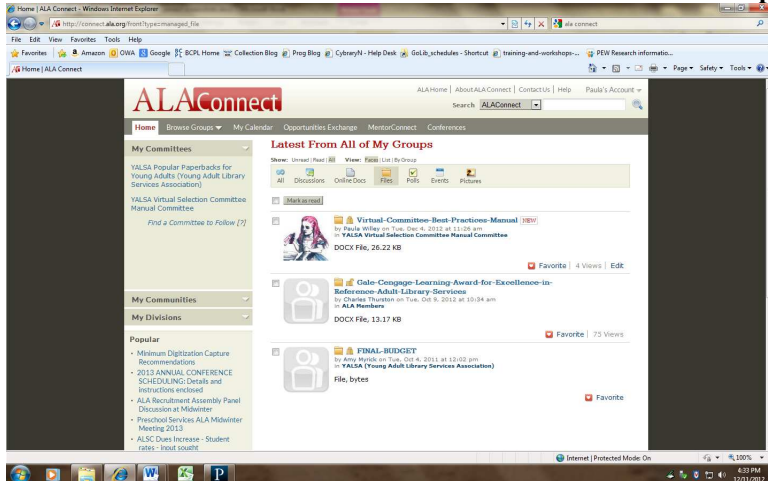 Home | ALA Connect - Windows Internet Explorer
http://connect.ala.org/front?type=managed_file
ala connect
File Edit View Favorites Tools Help
Favorites Amazon OWA Google BCPL Home Collection Blog Prog Blog CybraryN - Help Desk GoLib_schedules - Shortcut training-and-workshops-... PEW Research informatio...
Home | ALA Connect
Page Safety Tools
ALAConnect
ALA Home | About ALA Connect | Contact Us | Help Paula's Account
Search ALAConnect
Home Browse Groups My Calendar Opportunities Exchange MentorConnect Conferences
My Committees
YALSA Popular Paperbacks for
Young Adults (Young Adult Library
Services Association)
YALSA Virtual Selection Committee
Manual Committee
Find a Committee to Follow [?]
My Communities
My Divisions
Popular
Minimum Digitization Capture
Recommendations
2013 ANNUAL CONFERENCE
SCHEDULING: Details and
instructions enclosed
ALA Recruitment Assembly Panel
Discussion at Midwinter
Preschool Services ALA Midwinter
Meeting 2013
ALSC Dues Increase - Student
rates - input sought
Latest From All of My Groups
Show: Unread | Read | All View: Faces | List | By Group
All Discussions Online Docs Files Polls Events Pictures
Mark as read
Virtual-Committee-Best-Practices-Manual NEW
by Paula Willey on Tue, Dec 4, 2012 at 11:26 am
in YALSA Virtual Selection Committee Manual Committee
DOCX File, 26.22 KB
Favorite | 4 Views | Edit
Gale-Cengage-Learning-Award-for-Excellence-in-
Reference-Adult-Library-Services
by Charles Thurston on Tue, Oct 9, 2012 at 10:34 am
in ALA Members
DOCX File, 13.17 KB
Favorite | 75 Views
FINAL-BUDGET
by Amy Myrick on Tue, Oct 4, 2011 at 12:02 pm
in YALSA (Young Adult Library Services Association)
File, bytes
Favorite
Internet | Protected Mode: On
100%
4:33 PM
12/11/2012